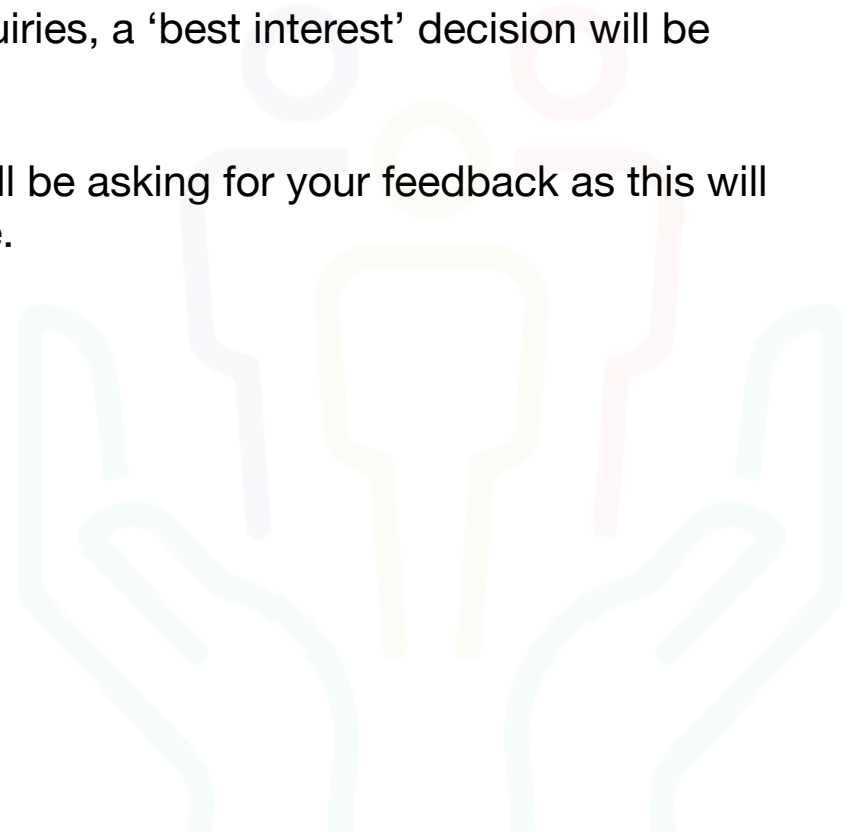 uiries, a ‘best interest’ decision will be
ll be asking for your feedback as this will
.